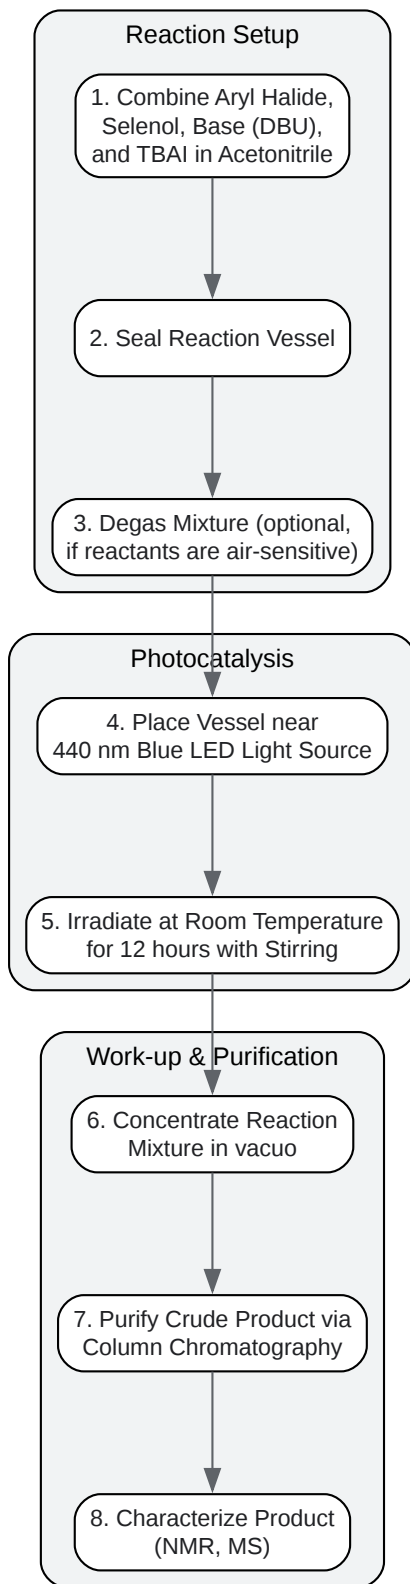 Reaction Setup
1. Combine Aryl Halide,
Selenol, Base (DBU),
and TBAI in Acetonitrile
2. Seal Reaction Vessel
3. Degas Mixture (optional,
if reactants are air-sensitive)
Photocatalysis
4. Place Vessel near
440 nm Blue LED Light Source
5. Irradiate at Room Temperature
for 12 hours with Stirring
Work-up & Purification
6. Concentrate Reaction
Mixture in vacuo
7. Purify Crude Product via
Column Chromatography
8. Characterize Product
(NMR, MS)